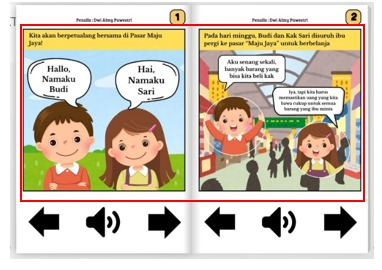 Penulis : Dwi Ajeng Puwestri
1
Kita akan berpetualang bersama di Pasar Maju
Jaya!
Hallo,
Namaku
Budi
Hai,
Namaku
Sari
Penulis : Dwi Ajeng Puwestri
2
Pada hari minggu, Budi dan Kak Sari disuruh ibu
pergi ke pasar "Maju Jaya" untuk berbelanja
Aku senang sekali,
banyak barang yang
bisa kita beli kak
Iya, tapi kita harus
memastikan uang yang kita
bawa cukup untuk semua
barang yang ibu minta